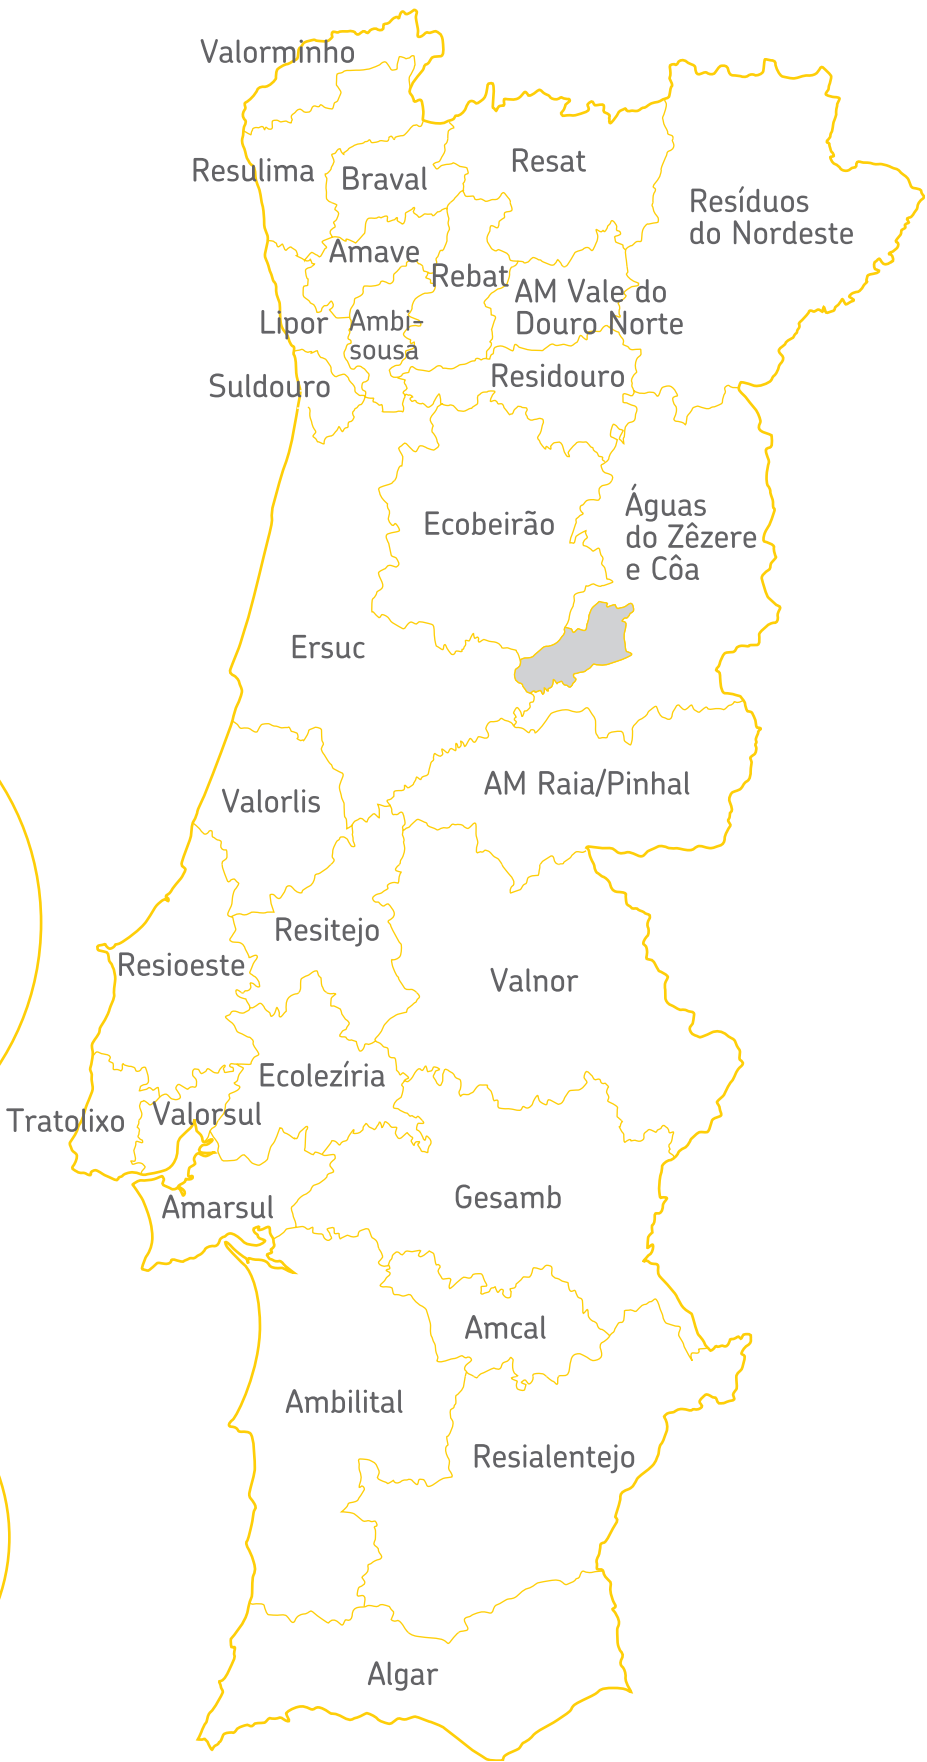 Valorminho
Resat
Resulima
Braval
Resíduos
do Nordeste
Amave
Rebat
AM Vale do
Douro Norte
Lipor
Ambi-
sousa
Residouro
Suldouro
Ecobeirão
Águas
do Zêzere
e Côa
Ersuc
AM Raia/Pinhal
Valorlis
Resitejo
Resioeste
Valnor
Ecolezíria
Valorsul
Tratolixo
Gesamb
Amarsul
Amcal
Ambilital
Resialentejo
Algar